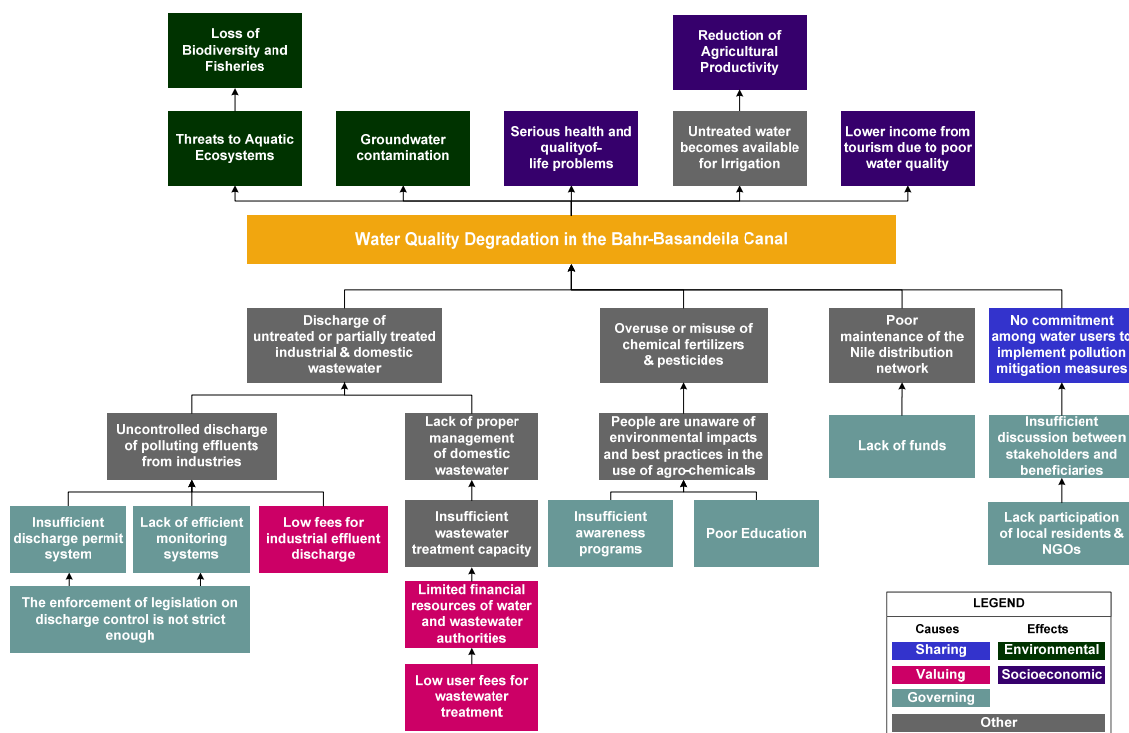 Loss of
Biodiversity and
Fisheries
Reduction of
Agricultural
Productivity
Threats to Aquatic
Ecosystems
Groundwater
contamination
Serious health and
qualityof-
life problems
Untreated water
becomes available
for Irrigation
Lower income from
tourism due to poor
water quality
Water Quality Degradation in the Bahr-Basandeila Canal
Discharge of
untreated or partially treated
industrial & domestic
wastewater
Overuse or misuse of
chemical fertilizers
& pesticides
Poor
maintenance of the
Nile distribution
network
No commitment
among water users to
implement pollution
mitigation measures
Uncontrolled discharge
of polluting effluents
from industries
Lack of proper
management
of domestic
wastewater
People are unaware of
environmental impacts
and best practices in the
use of agro-chemicals
Lack of funds
Insufficient
discussion between
stakeholders and
beneficiaries
Insufficient
discharge permit
system
Lack of efficient
monitoring
systems
Low fees for
industrial effluent
discharge
Insufficient
wastewater
treatment capacity
Insufficient
awareness
programs
Poor Education
Lack participation
of local residents &
NGOs
The enforcement of legislation on
discharge control is not strict
enough
Limited financial
resources of water
and wastewater
authorities
Low user fees for
wastewater
treatment
LEGEND
Causes
Effects
Sharing
Environmental
Valuing
Socioeconomic
Governing
Other